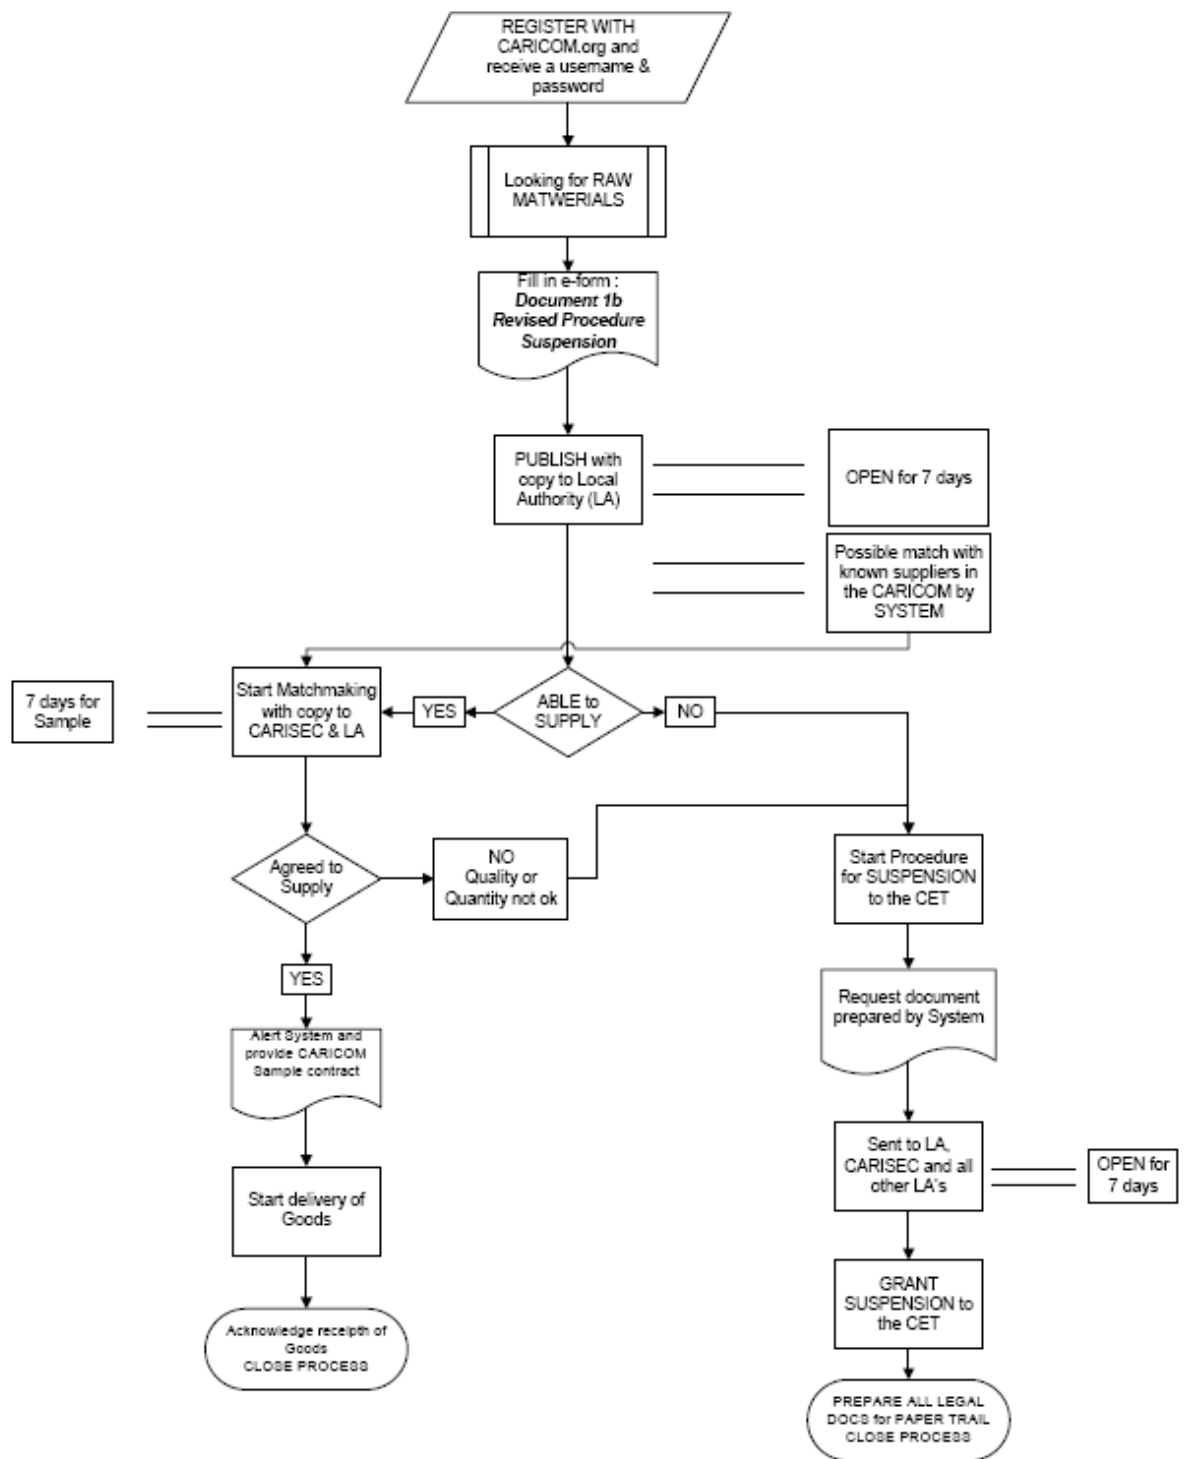 REGISTER WITH
CARICOM.org and
receive a username &
password
Looking for RAW
MATWERIALS
Fill in e-form :
Document 1b
Revised Procedure
Suspension
PUBLISH with
copy to Local
Authority (LA)
OPEN for 7 days
Possible match with
known suppliers in
the CARICOM by
SYSTEM
7 days for
Sample
Start Matchmaking
with copy to
CARISEC & LA
YES
ABLE to
SUPPLY
NO
Agreed to
Supply
NO
Quality or
Quantity not ok
Start Procedure
for SUSPENSION
to the CET
YES
Request document
prepared by System
Alert System and
provide CARICOM
Sample contract
Sent to LA,
CARISEC and all
other LA's
OPEN for
7 days
Start delivery of
Goods
GRANT
SUSPENSION to
the CET
Acknowledge receipth of
Goods
CLOSE PROCESS
PREPARE ALL LEGAL
DOCS for PAPER TRAIL
CLOSE PROCESS